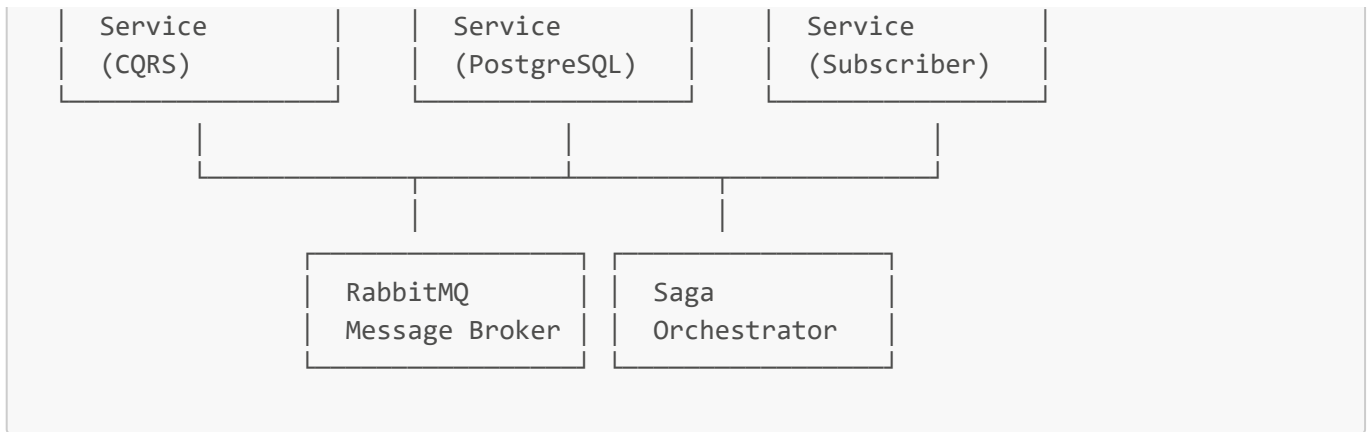 Service Service Service
(CQRS) (PostgreSQL) (Subscriber)
RabbitMQ Saga
Message Broker Orchestrator